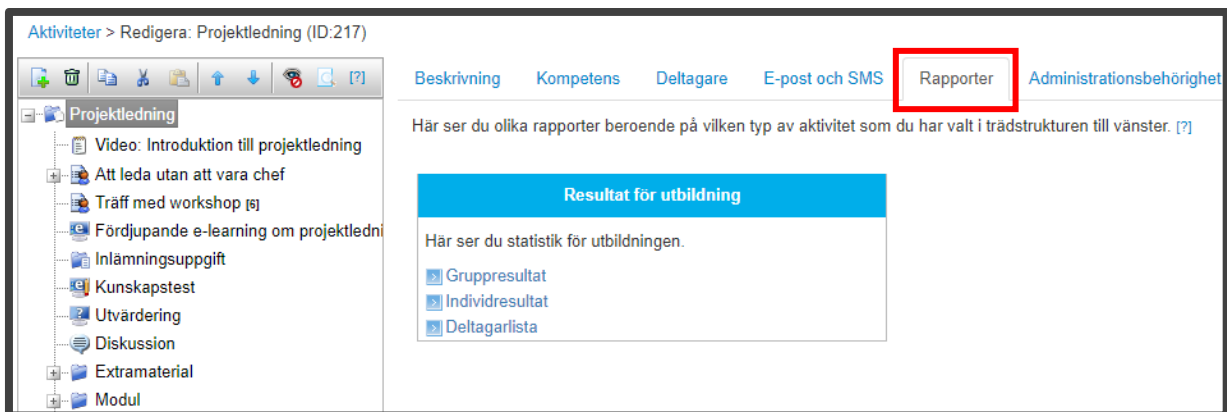 Aktiviteter > Redigera: Projektledning (ID:217)
[?]
Projektledning
Video: Introduktion till projektledning
Att leda utan att vara chef
Träff med workshop [5]
Fördjupande e-learning om projektledni
Inlämningsuppgift
Kunskapstest
Utvärdering
Diskussion
Extramaterial
Modul
Beskrivning Kompetens Deltagare E-post och SMS Rapporter Administrationsbehörighet
Här ser du olika rapporter beroende på vilken typ av aktivitet som du har valt i trädstrukturen till vänster. [?]
Resultat för utbildning
Här ser du statistik för utbildningen.
Gruppresultat
Individresultat
Deltagarlista